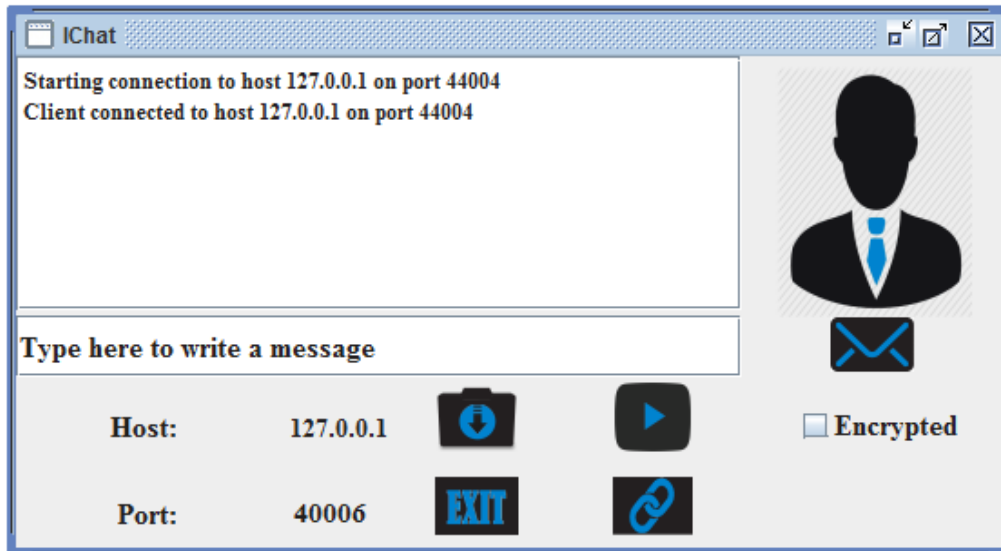 IChat
Starting connection to host 127.0.0.1 on port 44004
Client connected to host 127.0.0.1 on port 44004
Type here to write a message
Host: 127.0.0.1
Encrypted
Port: 40006
EXIT